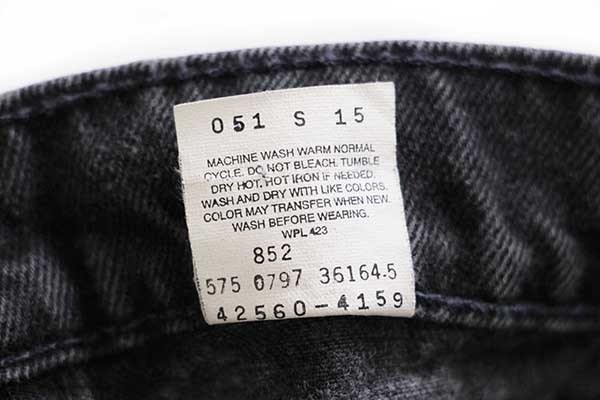 051 S 15
MACHINE WASH WARM NORMAL
CYCLE. DO NOT BLEACH. TUMBLE
DRY HOT. HOT IRON IF NEEDED.
WASH AND DRY WITH LIKE COLORS.
COLOR MAY TRANSFER WHEN NEW.
WASH BEFORE WEARING.
WPL 423
852
575 0797 36164.5
42560-4159